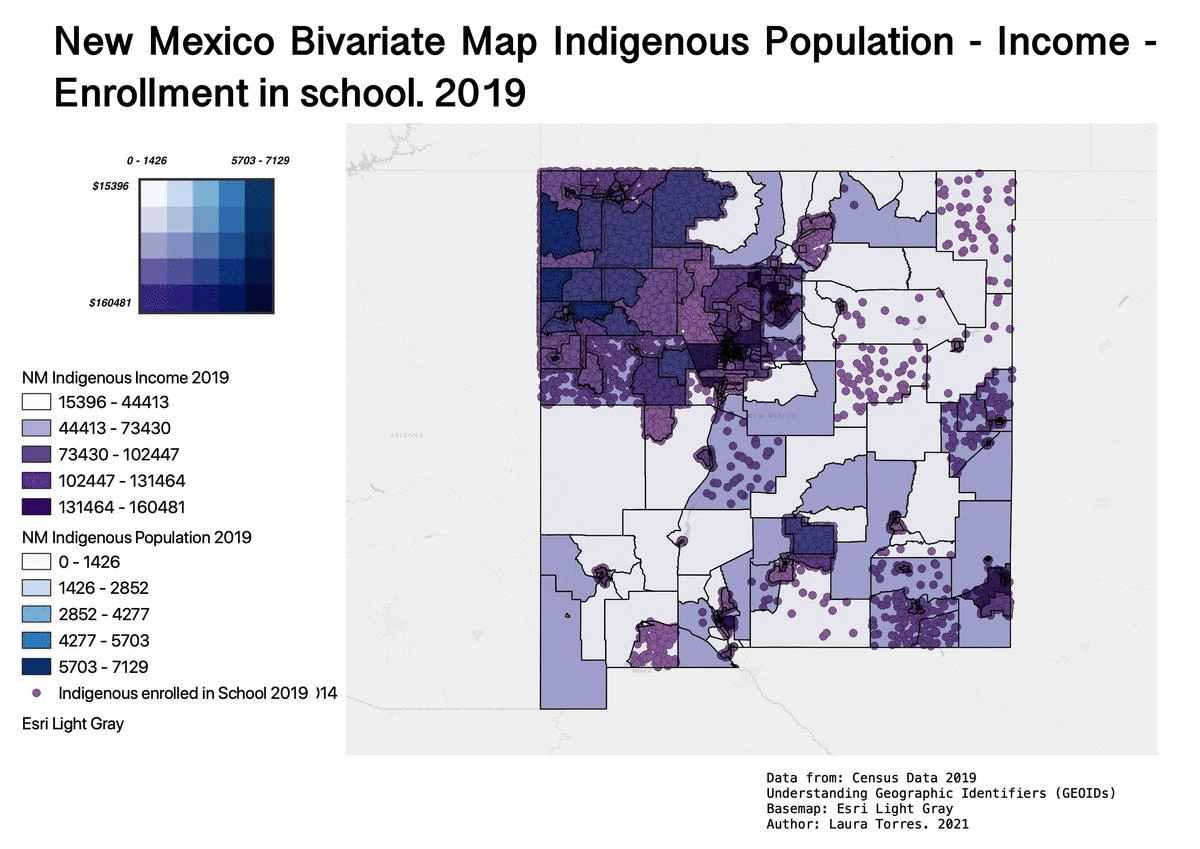 New Mexico Bivariate Map Indigenous Population - Income -
Enrollment in school. 2019
0 - 1426 5703 - 7129
$15396
$160481
NM Indigenous Income 2019
15396 - 44413
44413 - 73430
73430 - 102447
102447 - 131464
131464 - 160481
NM Indigenous Population 2019
0 - 1426
1426 - 2852
2852 - 4277
4277 - 5703
5703 - 7129
Indigenous enrolled in School 2019 )14
Esri Light Gray
ARIZONA
NEW MEXICO
MEXICO
Data from: Census Data 2019
Understanding Geographic Identifiers (GEOIDs)
Basemap: Esri Light Gray
Author: Laura Torres. 2021